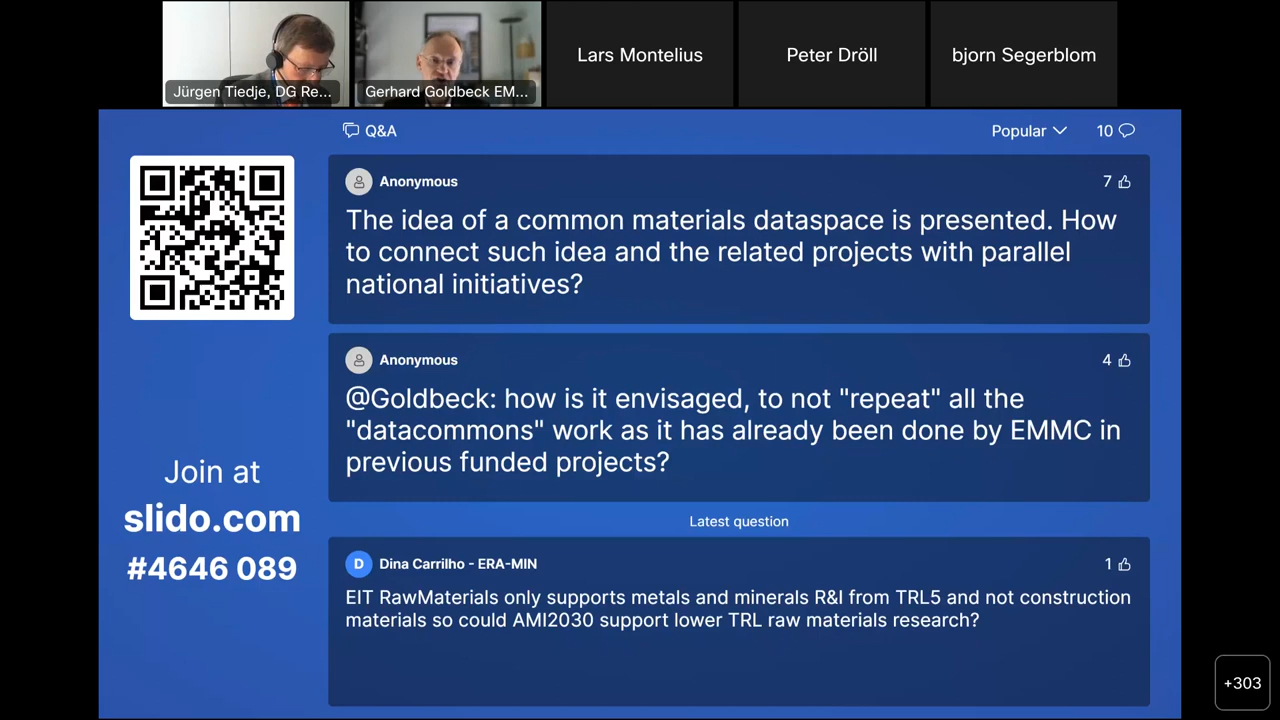 Jürgen Tiedje, DG Re...
Gerhard Goldbeck EM...
Lars Montelius
Peter Dröll
bjorn Segerblom
Q&A
Popular
10
Anonymous
7
The idea of a common materials dataspace is presented. How
to connect such idea and the related projects with parallel
national initiatives?
Anonymous
4
@Goldbeck: how is it envisaged, to not "repeat" all the
"datacommons" work as it has already been done by EMMC in
previous funded projects?
Join at
slido.com
#4646 089
Latest question
D
Dina Carrilho - ERA-MIN
1
EIT RawMaterials only supports metals and minerals R&I from TRL5 and not construction
materials so could AMI2030 support lower TRL raw materials research?
+303